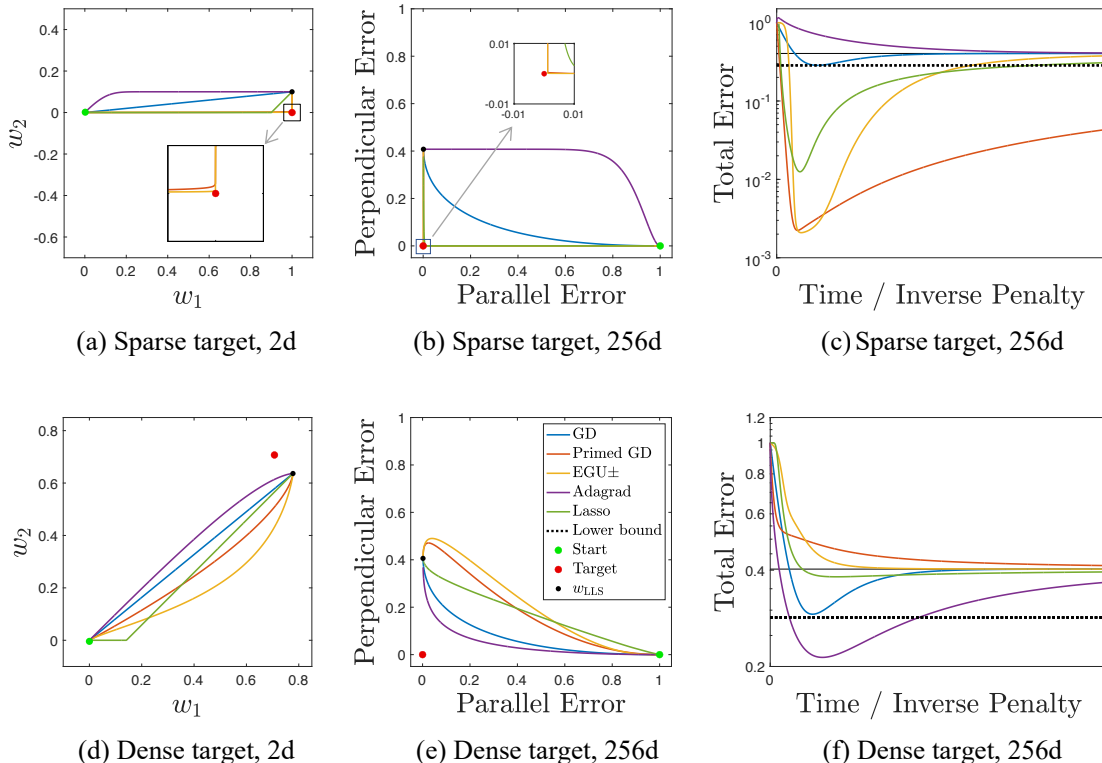 0.4
0.2
0
-0.2
-0.4
-0.6
w₂
0 0.2 0.4 0.6 0.8 1
w₁
(a) Sparse target, 2d
1
0.8
0.6
0.4
0.2
0
Perpendicular Error
0.01
-0.01
-0.01 0.01
0 0.2 0.4 0.6 0.8 1
Parallel Error
(b) Sparse target, 256d
10⁰
10⁻¹
10⁻²
10⁻³
Total Error
0
Time / Inverse Penalty
(c) Sparse target, 256d
0.8
0.6
0.4
0.2
0
w₂
0 0.2 0.4 0.6 0.8
w₁
(d) Dense target, 2d
1
0.8
0.6
0.4
0.2
0
Perpendicular Error
GD
Primed GD
EGU±
Adagrad
Lasso
Lower bound
Start
Target
w_LLS
0 0.2 0.4 0.6 0.8 1
Parallel Error
(e) Dense target, 256d
1.2
1
0.8
0.6
0.4
0.2
Total Error
0
Time / Inverse Penalty
(f) Dense target, 256d